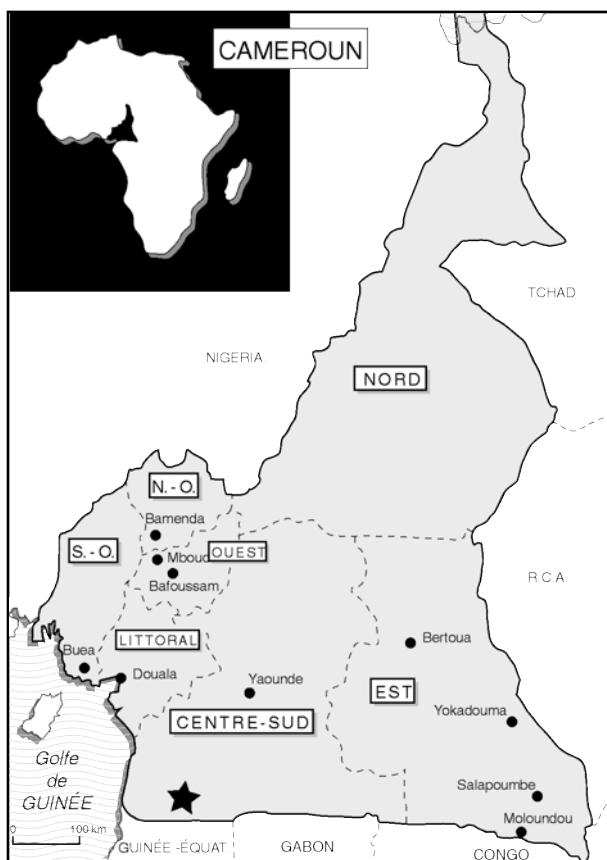 CAMEROUN
TCHAD
NIGERIA
NORD
N.-O.
Bamenda
S.-O.
Mboud
OUEST
Bafoussam
R.C.A.
LITTORAL
Bertoua
Buea
Douala
Yaounde
EST
CENTRE-SUD
Yokadouma
Golfe
de
GUINÉE
Salapoumbe
Moloundou
0 100 km
GUINÉE-ÉQUAT.
GABON
CONGO